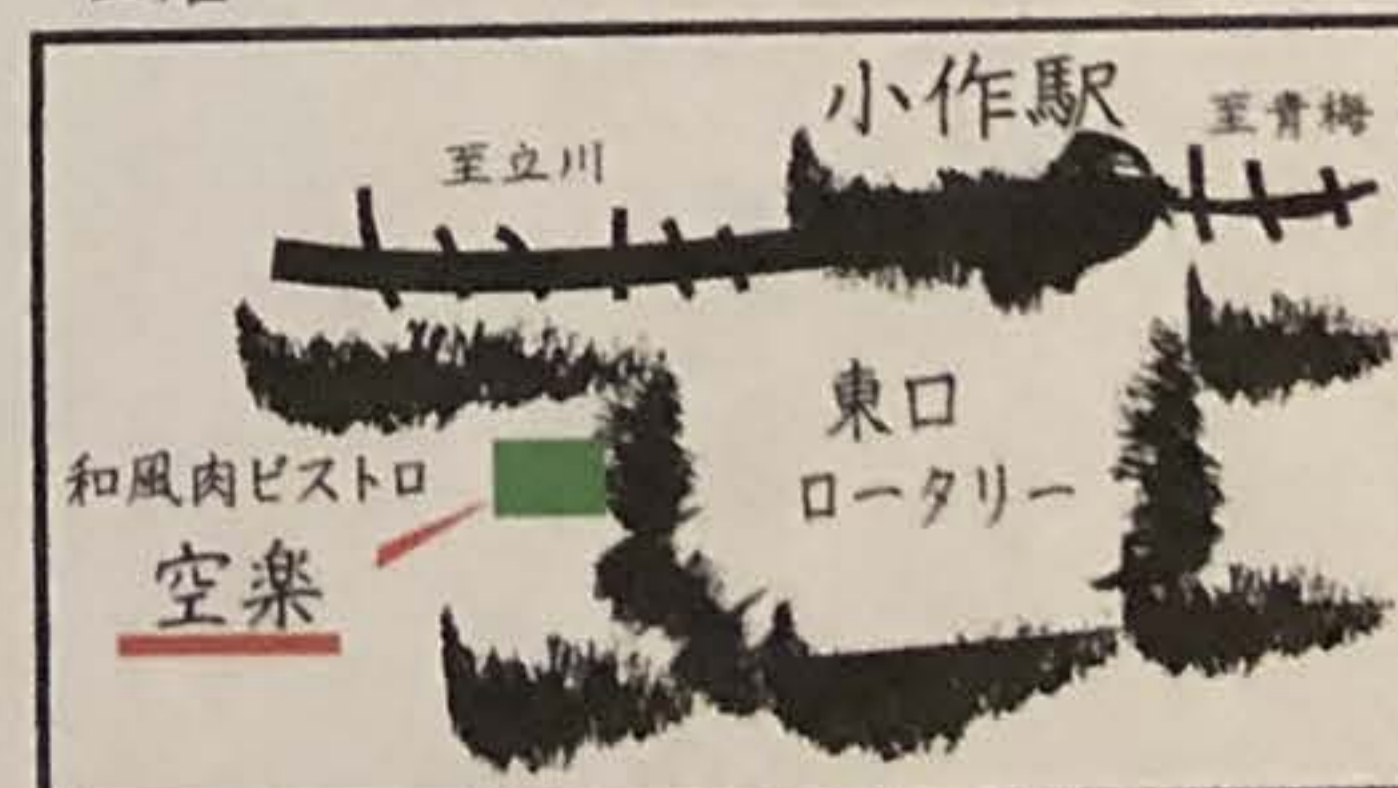 小作駅
至青梅
至立川
東口
ロータリー
和風肉ビストロ
空楽